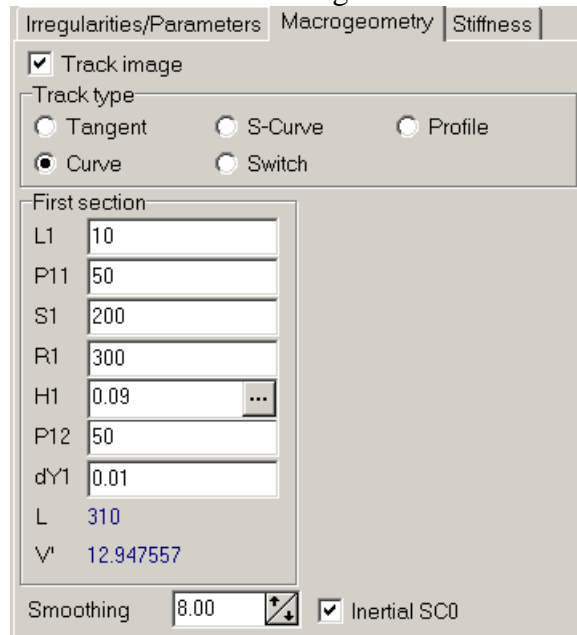 Irregularities/Parameters Macrogeometry Stiffness
Track image
Track type
Tangent S-Curve Profile
Curve Switch
First section
L1 10
P11 50
S1 200
R1 300
H1 0.09 ...
P12 50
dY1 0.01
L 310
V' 12.947557
Smoothing 8.00 Inertial SC0